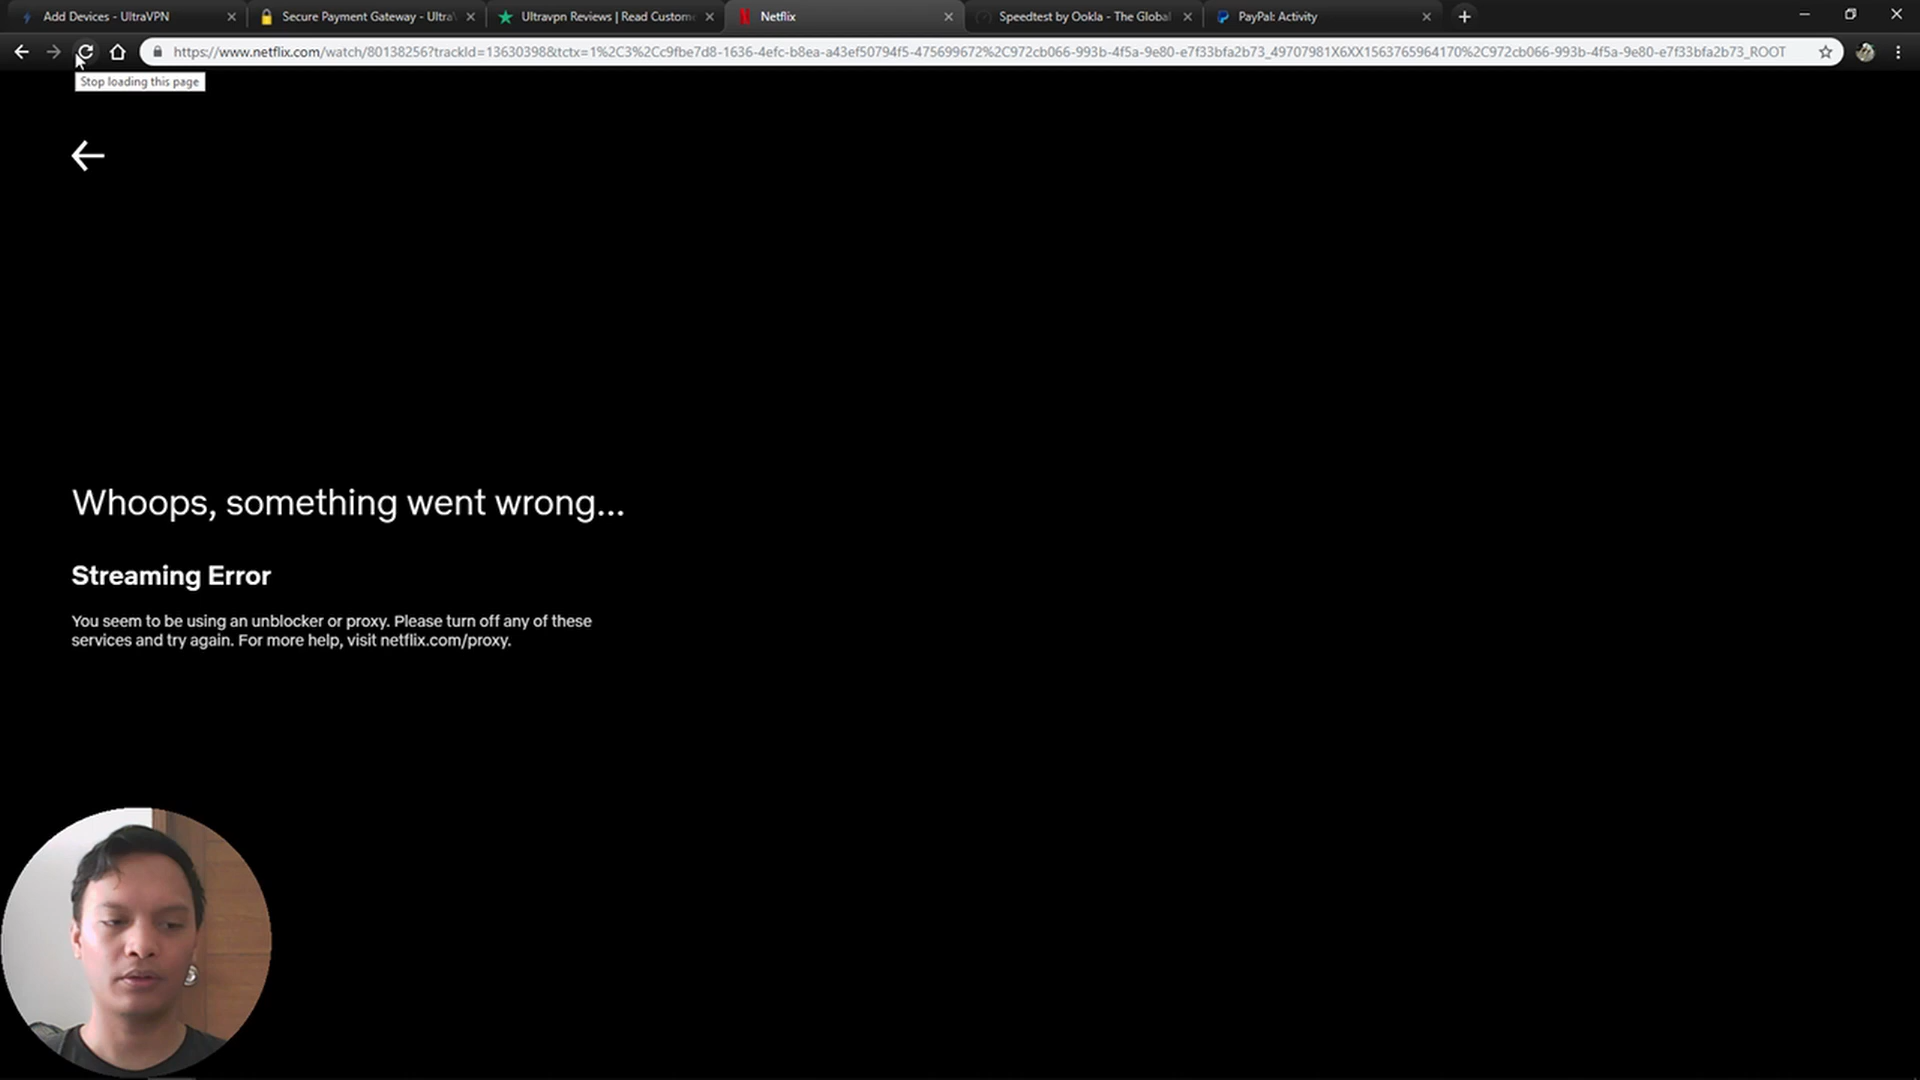 Add Devices - UltraVPN
Secure Payment Gateway - Ultra
Ultravpn Reviews | Read Custom
Netflix
Speedtest by Ookla - The Global
PayPal: Activity
https://www.netflix.com/watch/80138256?trackId=13630398&tctx=1%2C3%2Cc9fbe7d8-1636-4efc-b8ea-a43ef50794f5-475699672%2C972cb066-993b-4f5a-9e80-e7f33bfa2b73_49707981X6XX1563765964170%2C972cb066-993b-4f5a-9e80-e7f33bfa2b73_ROOT
Stop loading this page
Whoops, something went wrong...
Streaming Error
You seem to be using an unblocker or proxy. Please turn off any of these
services and try again. For more help, visit netflix.com/proxy.